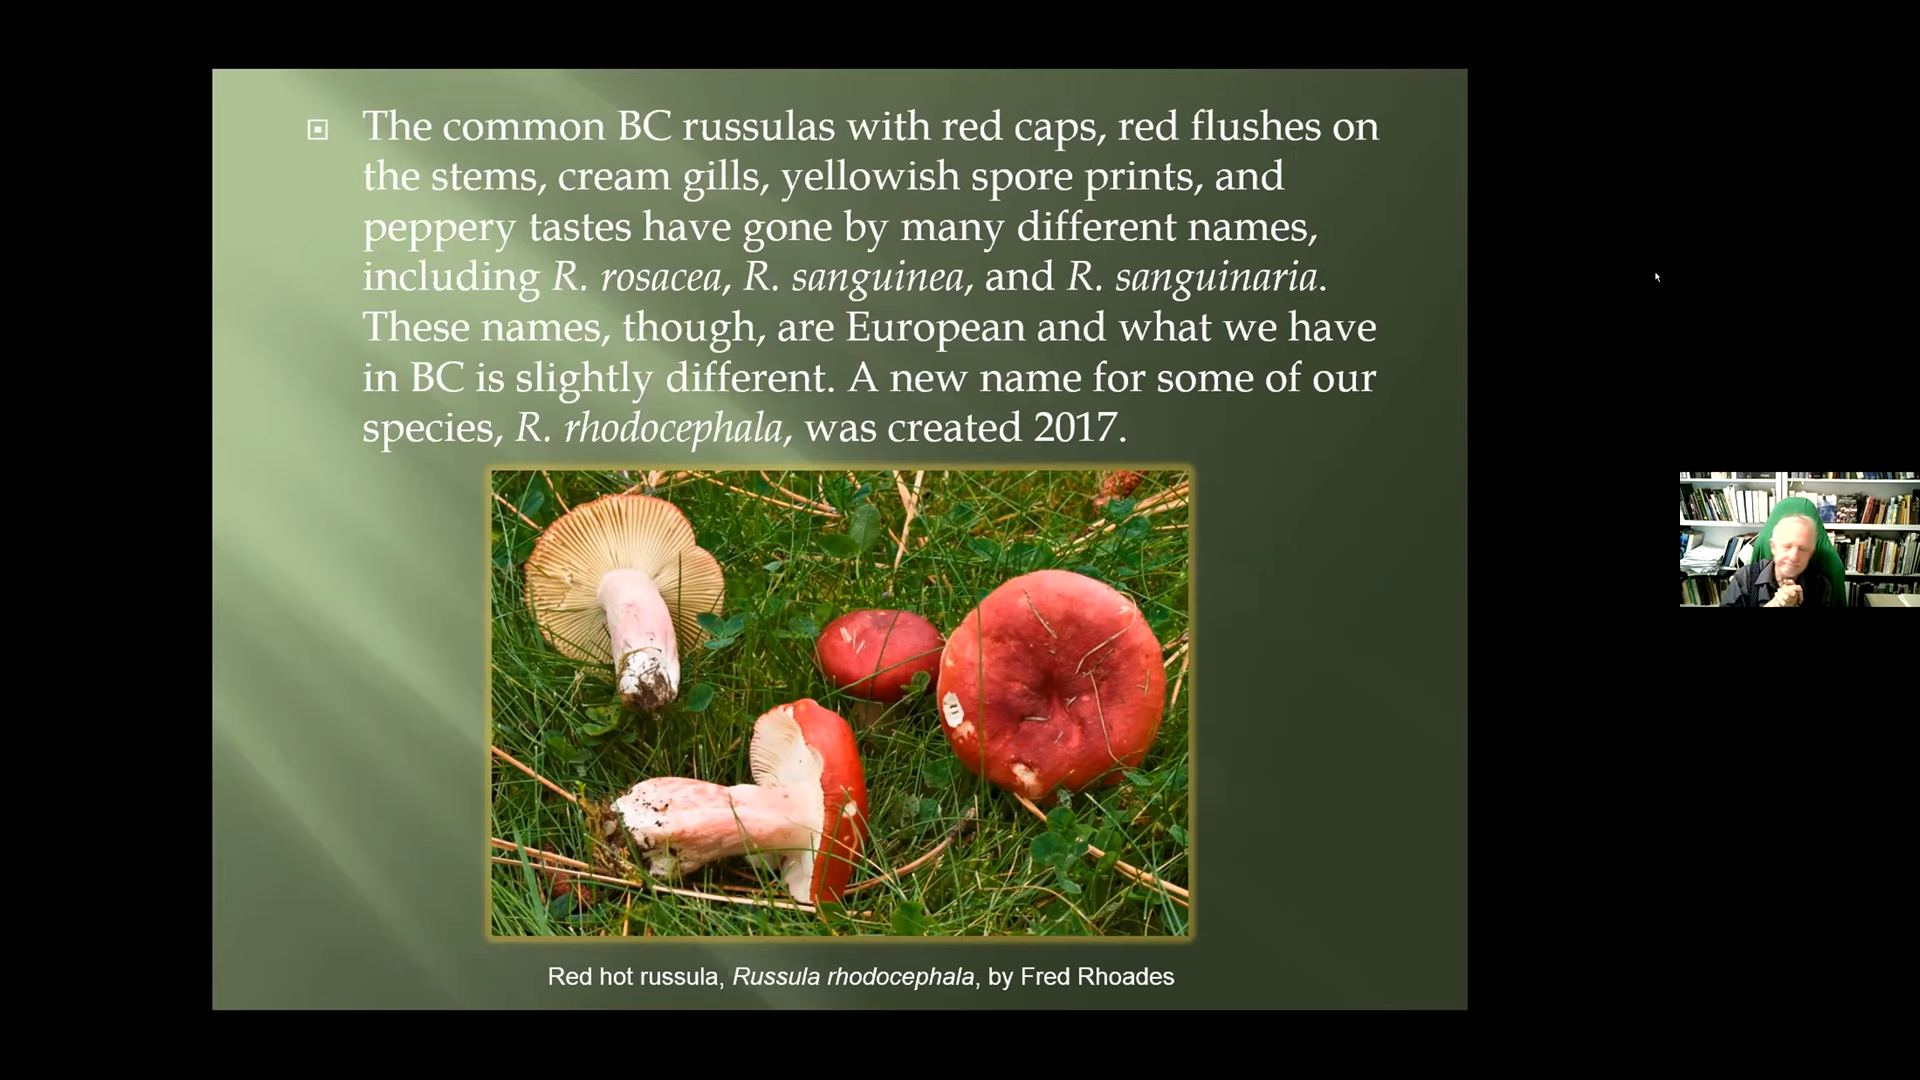 The common BC russulas with red caps, red flushes on
the stems, cream gills, yellowish spore prints, and
peppery tastes have gone by many different names,
including R. rosacea, R. sanguinea, and R. sanguinaria.
These names, though, are European and what we have
in BC is slightly different. A new name for some of our
species, R. rhodocephala, was created 2017.
Red hot russula, Russula rhodocephala, by Fred Rhoades